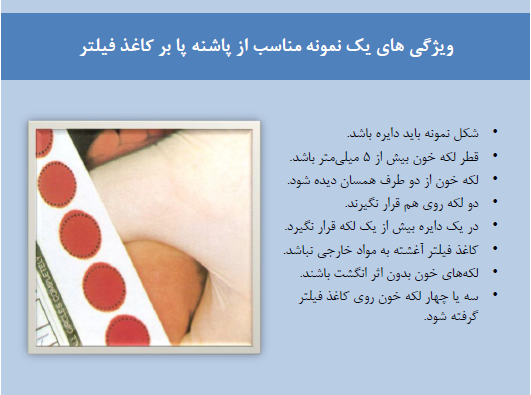 ویژگی های یک نمونه مناسب از پاشنه پا بر کاغذ فیلتر
• شکل نمونه باید دایره باشد.
• قطر لکه خون بیش از ۵ میلی‌متر باشد.
• لکه خون از دو طرف همسان دیده شود.
• دو لکه روی هم قرار نگیرند.
• در یک دایره بیش از یک لکه قرار نگیرد.
• کاغذ فیلتر آغشته به مواد خارجی نباشد.
• لکه‌های خون بدون اثر انگشت باشند.
• سه یا چهار لکه خون روی کاغذ فیلتر
گرفته شود.
CIRCLES COMPLETELY